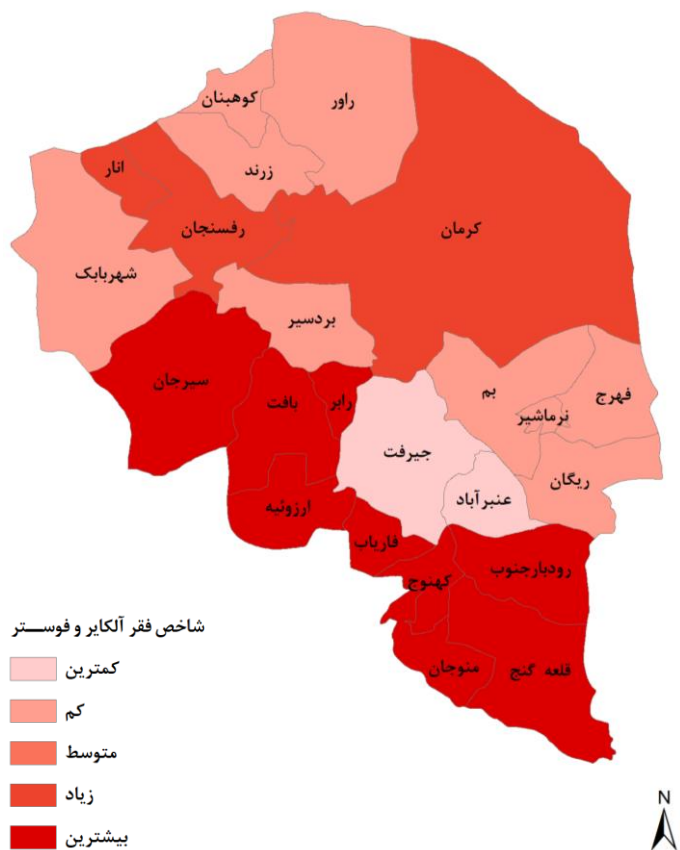 کوهبنان
راور
زرند
انار
رفسنجان
کرمان
شهربابک
بردسیر
سیرجان
بافت
رابر
بم
نرماشیر
فهرج
جیرفت
ریگان
عنبرآباد
ارزوئیه
فاریاب
کهنوج
رودبارجنوب
منوجان
قلعه گنج
شاخص فقر آلکایر و فوســتر
کمترین
کم
متوسط
زیاد
بیشترین
N